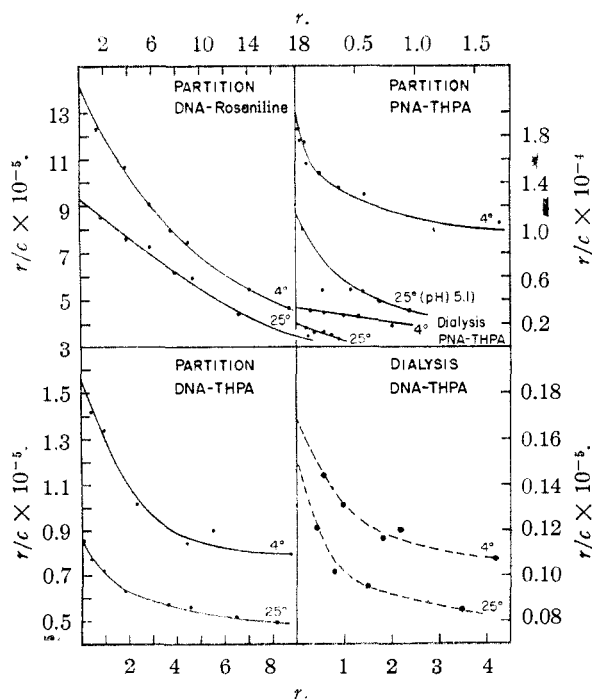 r.
2 6 10 14 18 0.5 1.0 1.5
PARTITION
DNA-Rosaniline
PARTITION
PNA-THPA
13
11
9
7
5
3
r/c × 10⁻⁵.
1.8
1.4
1.0
0.6
0.2
r/c × 10⁻⁴
4°
25°
4°
25° (pH) 5.1)
4°
Dialysis
PNA-THPA
25°
PARTITION
DNA-THPA
DIALYSIS
DNA-THPA
1.5
1.3
1.1
0.9
0.7
0.5
r/c × 10⁻⁵.
0.18
0.16
0.14
0.12
0.10
0.08
r/c × 10⁻⁵.
4°
25°
4°
25°
2 4 6 8 1 2 3 4
r.